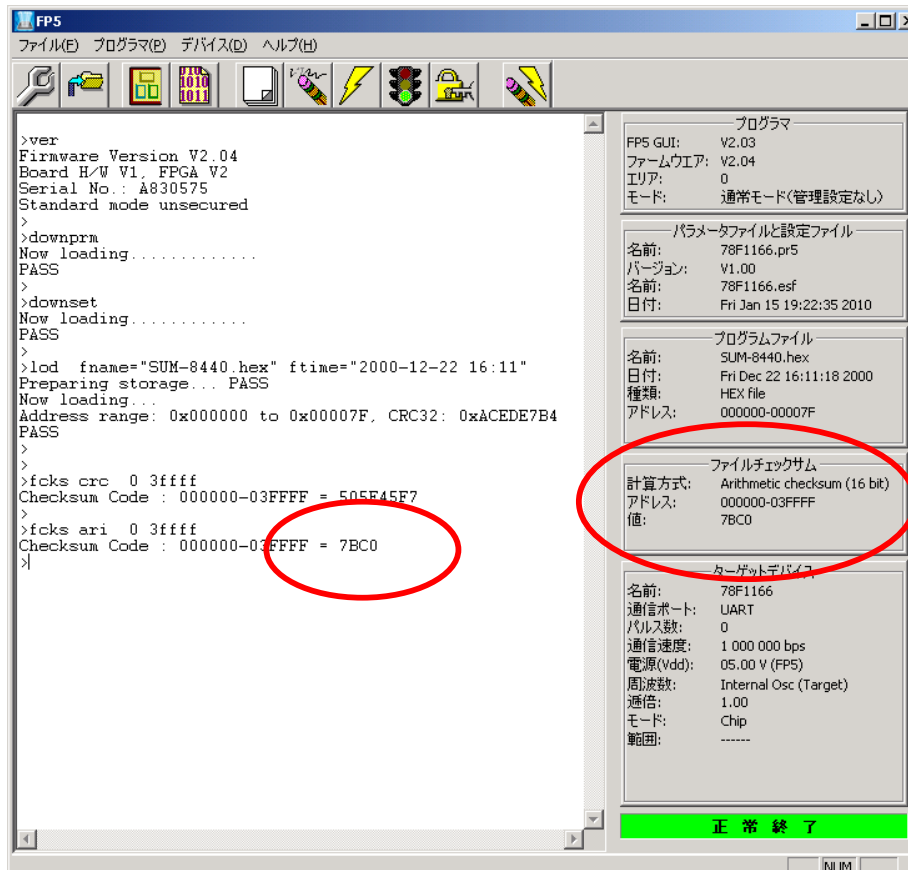 FP5
ファイル(F) プログラマ(P) デバイス(D) ヘルプ(H)
>ver
Firmware Version V2.04
Board H/W V1, FPGA V2
Serial No.: A830575
Standard mode unsecured
>
>downprm
Now loading.............
PASS
>
>downset
Now loading............
PASS
>
>lod fname="SUM-8440.hex" ftime="2000-12-22 16:11"
Preparing storage... PASS
Now loading...
Address range: 0x000000 to 0x00007F, CRC32: 0xACEDE7B4
PASS
>
>
>fcks crc 0 3ffff
Checksum Code : 000000-03FFFF = 505E45F7
>
>fcks ari 0 3ffff
Checksum Code : 000000-03FFFF = 7BC0
>
プログラマ
FP5 GUI: V2.03
ファームウエア: V2.04
エリア: 0
モード: 通常モード(管理設定なし)
パラメータファイルと設定ファイル
名前: 78F1166.pr5
バージョン: V1.00
名前: 78F1166.esf
日付: Fri Jan 15 19:22:35 2010
プログラムファイル
名前: SUM-8440.hex
日付: Fri Dec 22 16:11:18 2000
種類: HEX file
アドレス: 000000-00007F
ファイルチェックサム
計算方式: Arithmetic checksum (16 bit)
アドレス: 000000-03FFFF
値: 7BC0
ターゲットデバイス
名前: 78F1166
通信ポート: UART
パルス数: 0
通信速度: 1 000 000 bps
電源(Vdd): 05.00 V (FP5)
周波数: Internal Osc (Target)
逓倍: 1.00
モード: Chip
範囲: ------
正 常 終 了
NUM